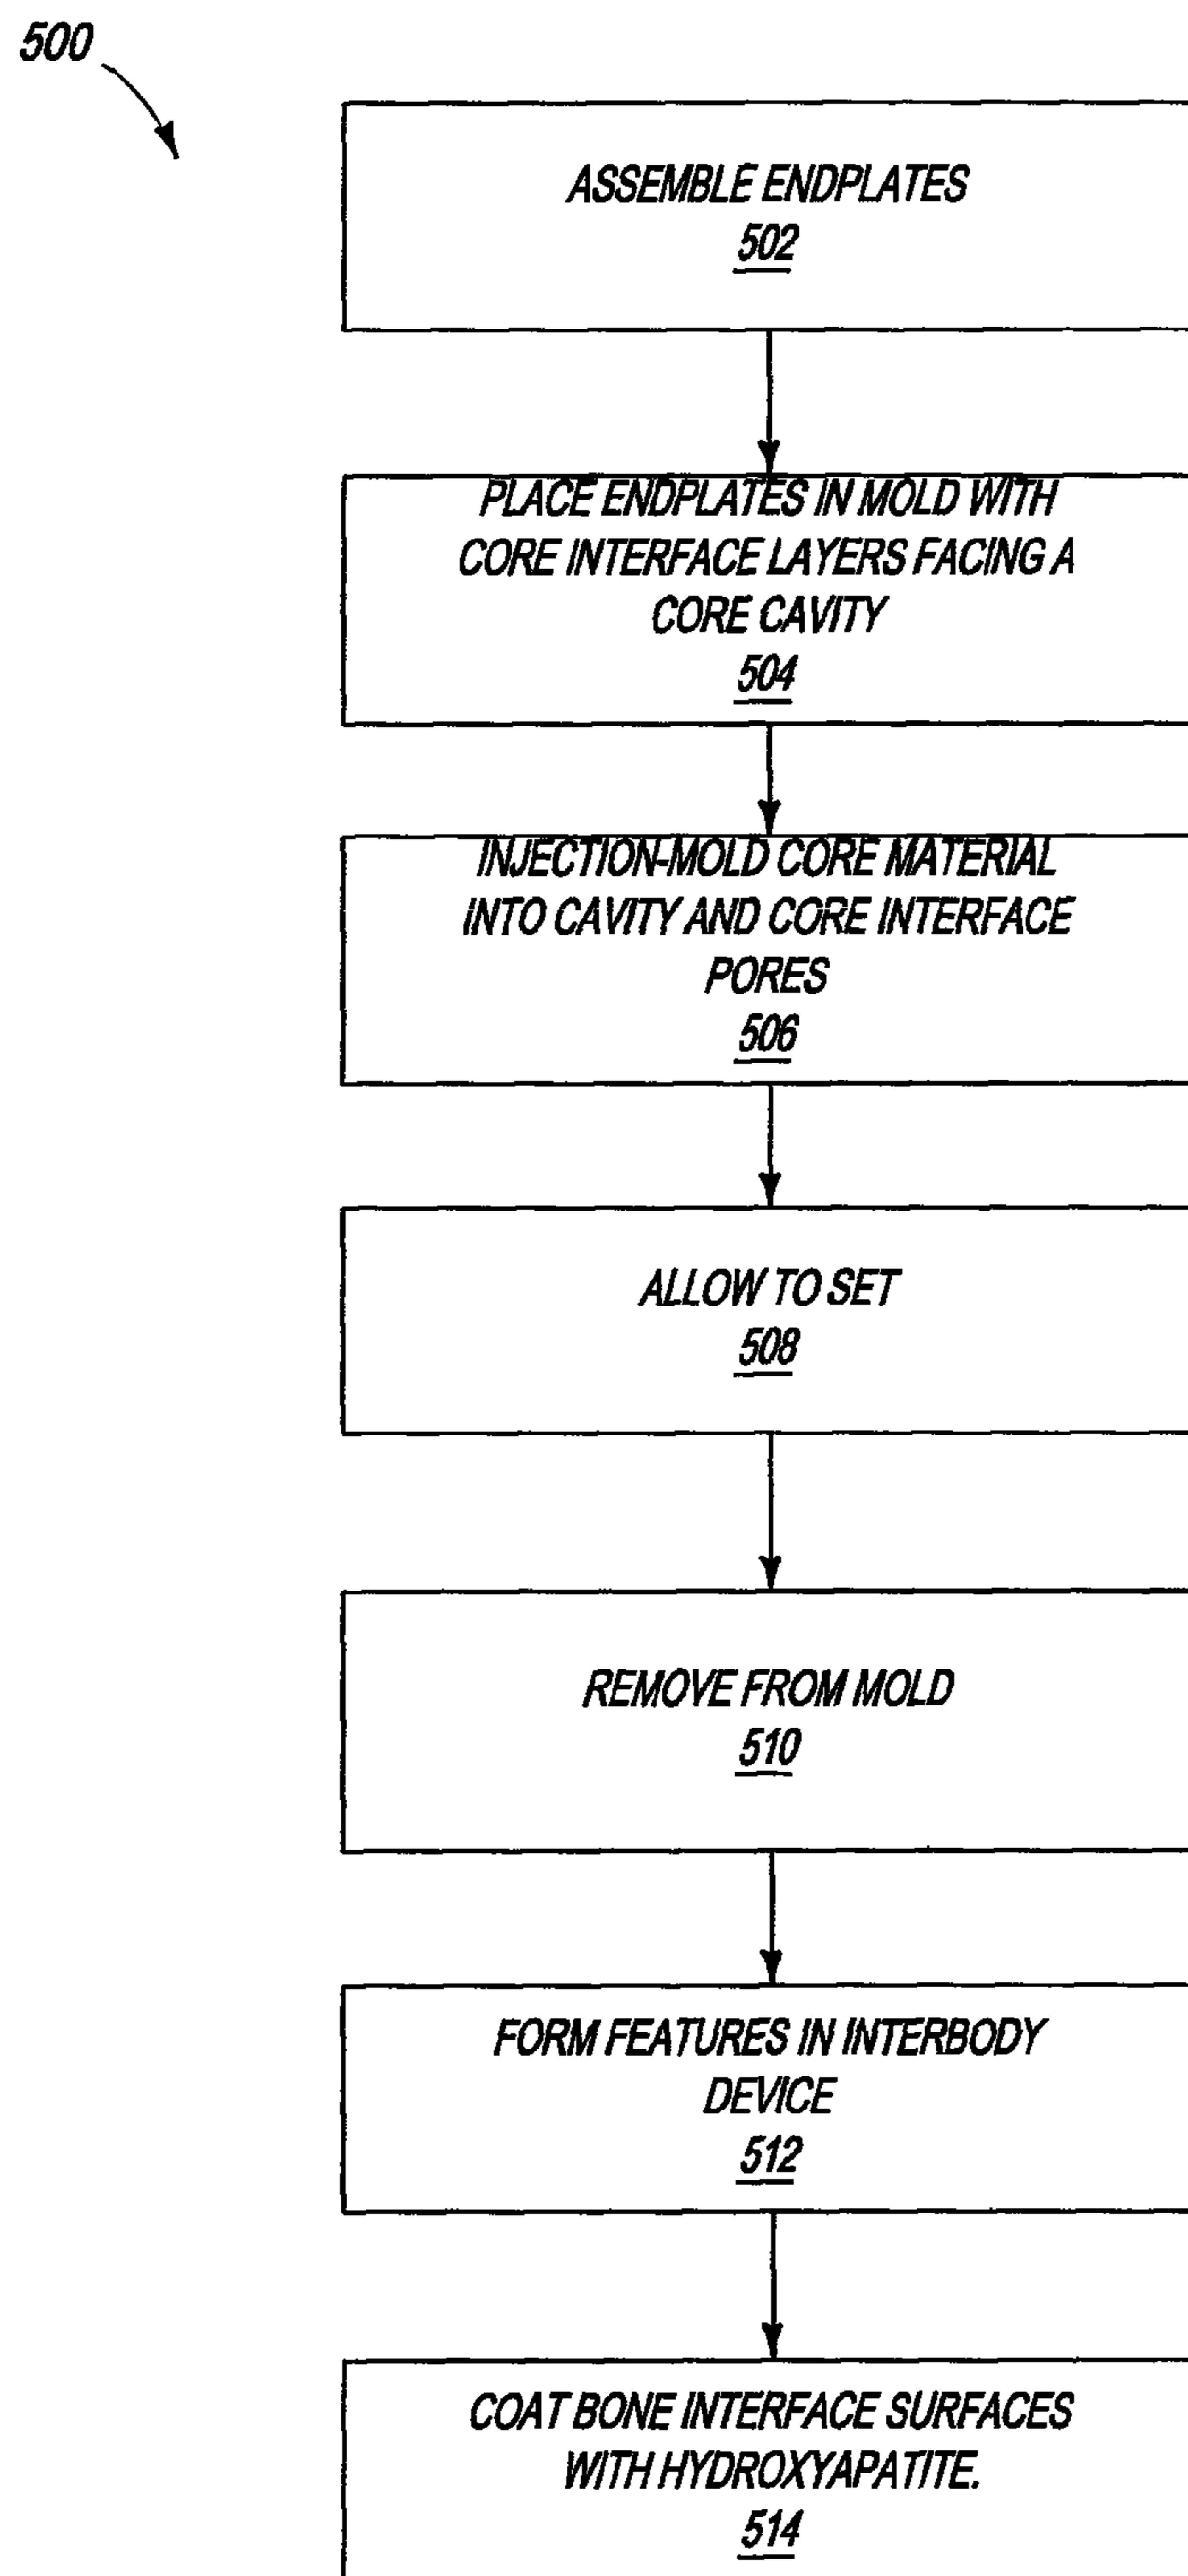 500
ASSEMBLE ENDPLATES
502
PLACE ENDPLATES IN MOLD WITH
CORE INTERFACE LAYERS FACING A
CORE CAVITY
504
INJECTION-MOLD CORE MATERIAL
INTO CAVITY AND CORE INTERFACE
PORES
506
ALLOW TO SET
508
REMOVE FROM MOLD
510
FORM FEATURES IN INTERBODY
DEVICE
512
COAT BONE INTERFACE SURFACES
WITH HYDROXYAPATITE.
514